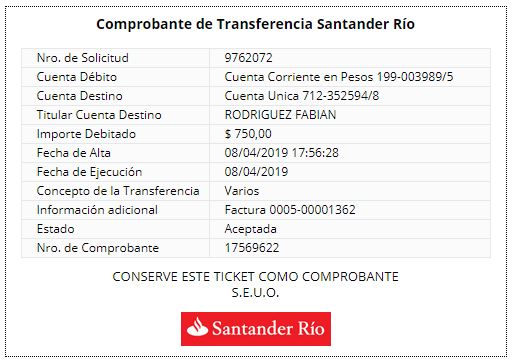 Comprobante de Transferencia Santander Río
Nro. de Solicitud 9762072
Cuenta Débito Cuenta Corriente en Pesos 199-003989/5
Cuenta Destino Cuenta Unica 712-352594/8
Titular Cuenta Destino RODRIGUEZ FABIAN
Importe Debitado $ 750,00
Fecha de Alta 08/04/2019 17:56:28
Fecha de Ejecución 08/04/2019
Concepto de la Transferencia Varios
Información adicional Factura 0005-00001362
Estado Aceptada
Nro. de Comprobante 17569622
CONSERVE ESTE TICKET COMO COMPROBANTE
S.E.U.O.
Santander Río